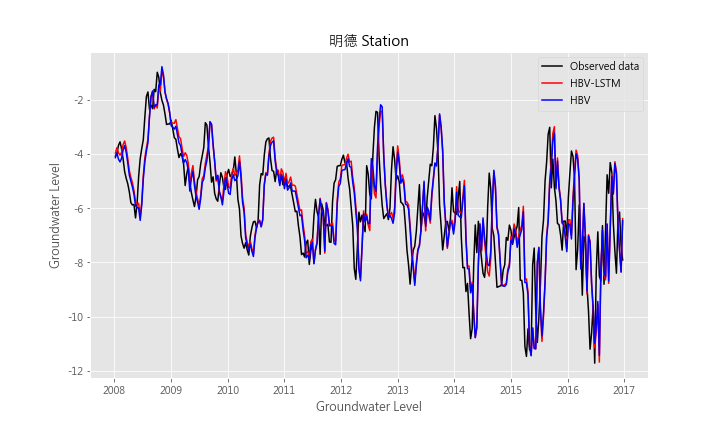 明德 Station
Observed data
HBV-LSTM
HBV
Groundwater Level
-2
-4
-6
-8
-10
-12
2008 2009 2010 2011 2012 2013 2014 2015 2016 2017
Groundwater Level